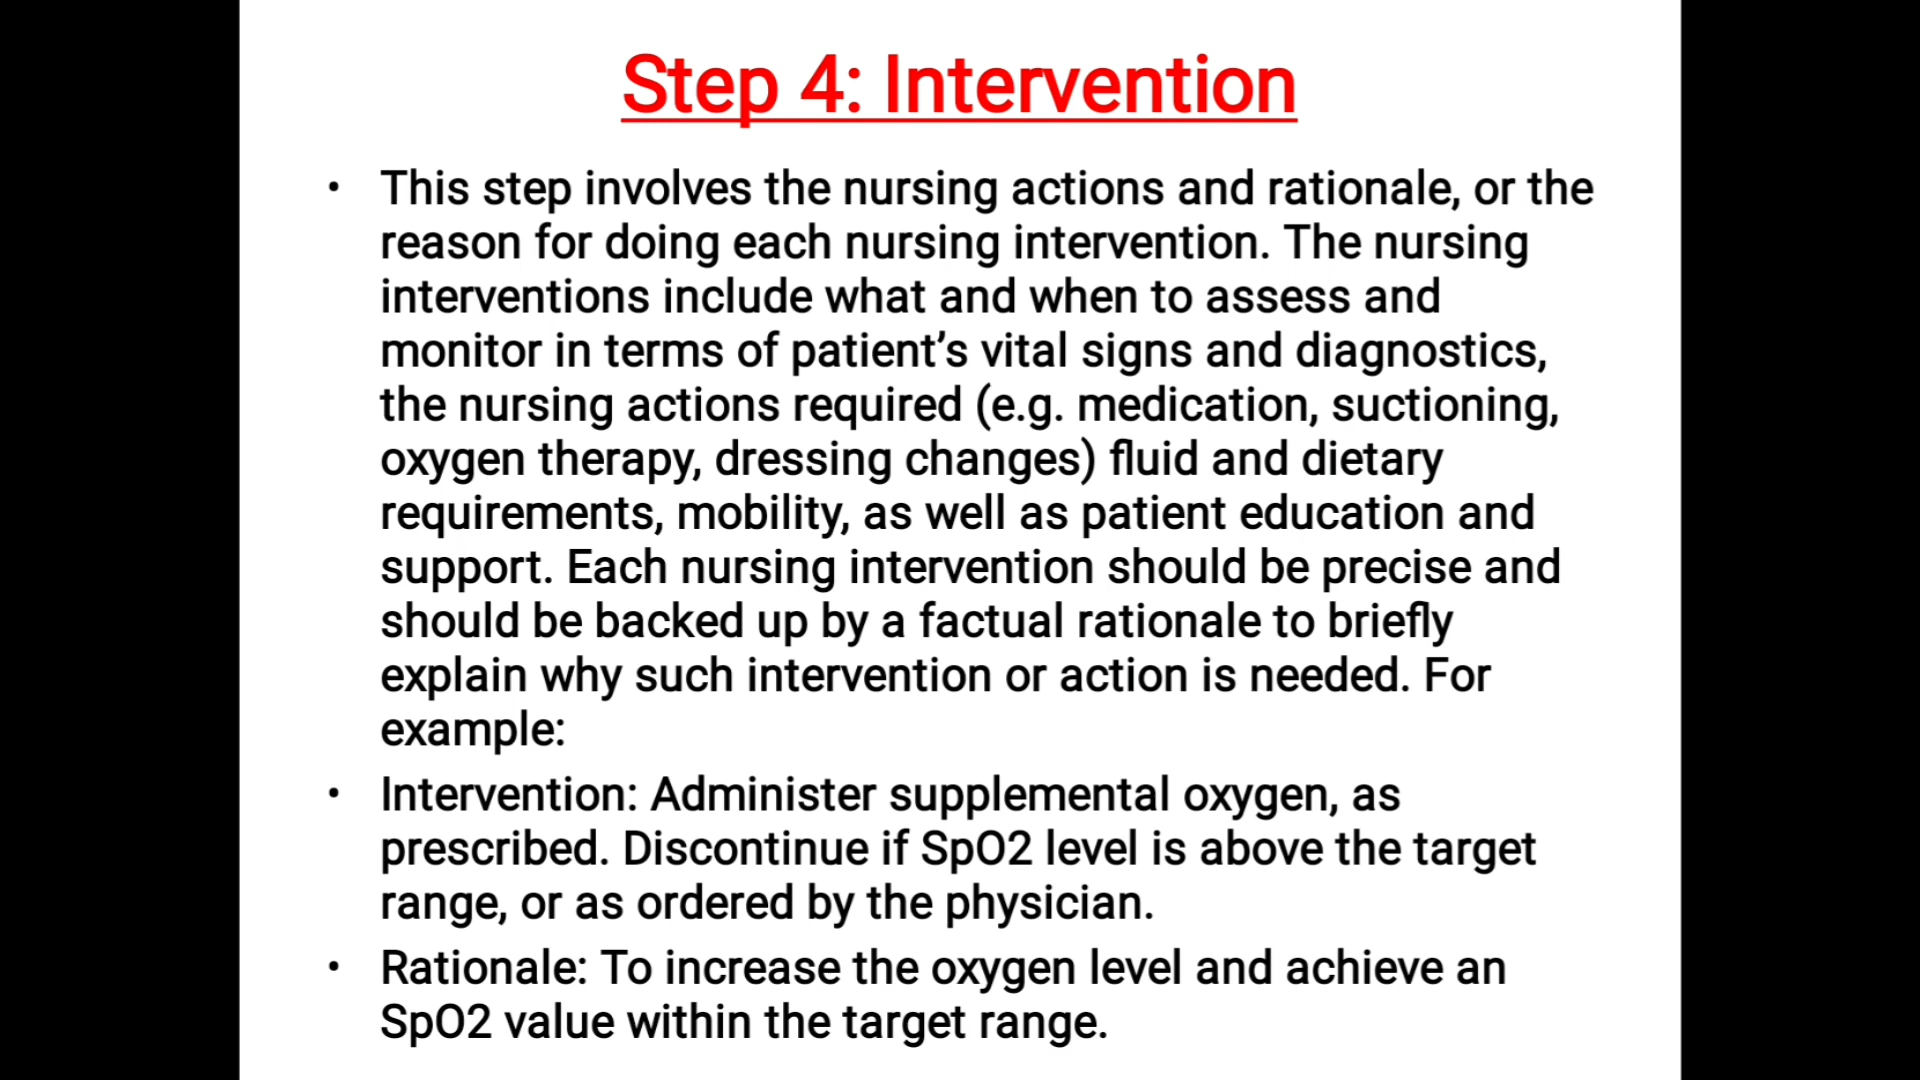 Step 4: Intervention
• This step involves the nursing actions and rationale, or the
reason for doing each nursing intervention. The nursing
interventions include what and when to assess and
monitor in terms of patient’s vital signs and diagnostics,
the nursing actions required (e.g. medication, suctioning,
oxygen therapy, dressing changes) fluid and dietary
requirements, mobility, as well as patient education and
support. Each nursing intervention should be precise and
should be backed up by a factual rationale to briefly
explain why such intervention or action is needed. For
example:
• Intervention: Administer supplemental oxygen, as
prescribed. Discontinue if SpO2 level is above the target
range, or as ordered by the physician.
• Rationale: To increase the oxygen level and achieve an
SpO2 value within the target range.